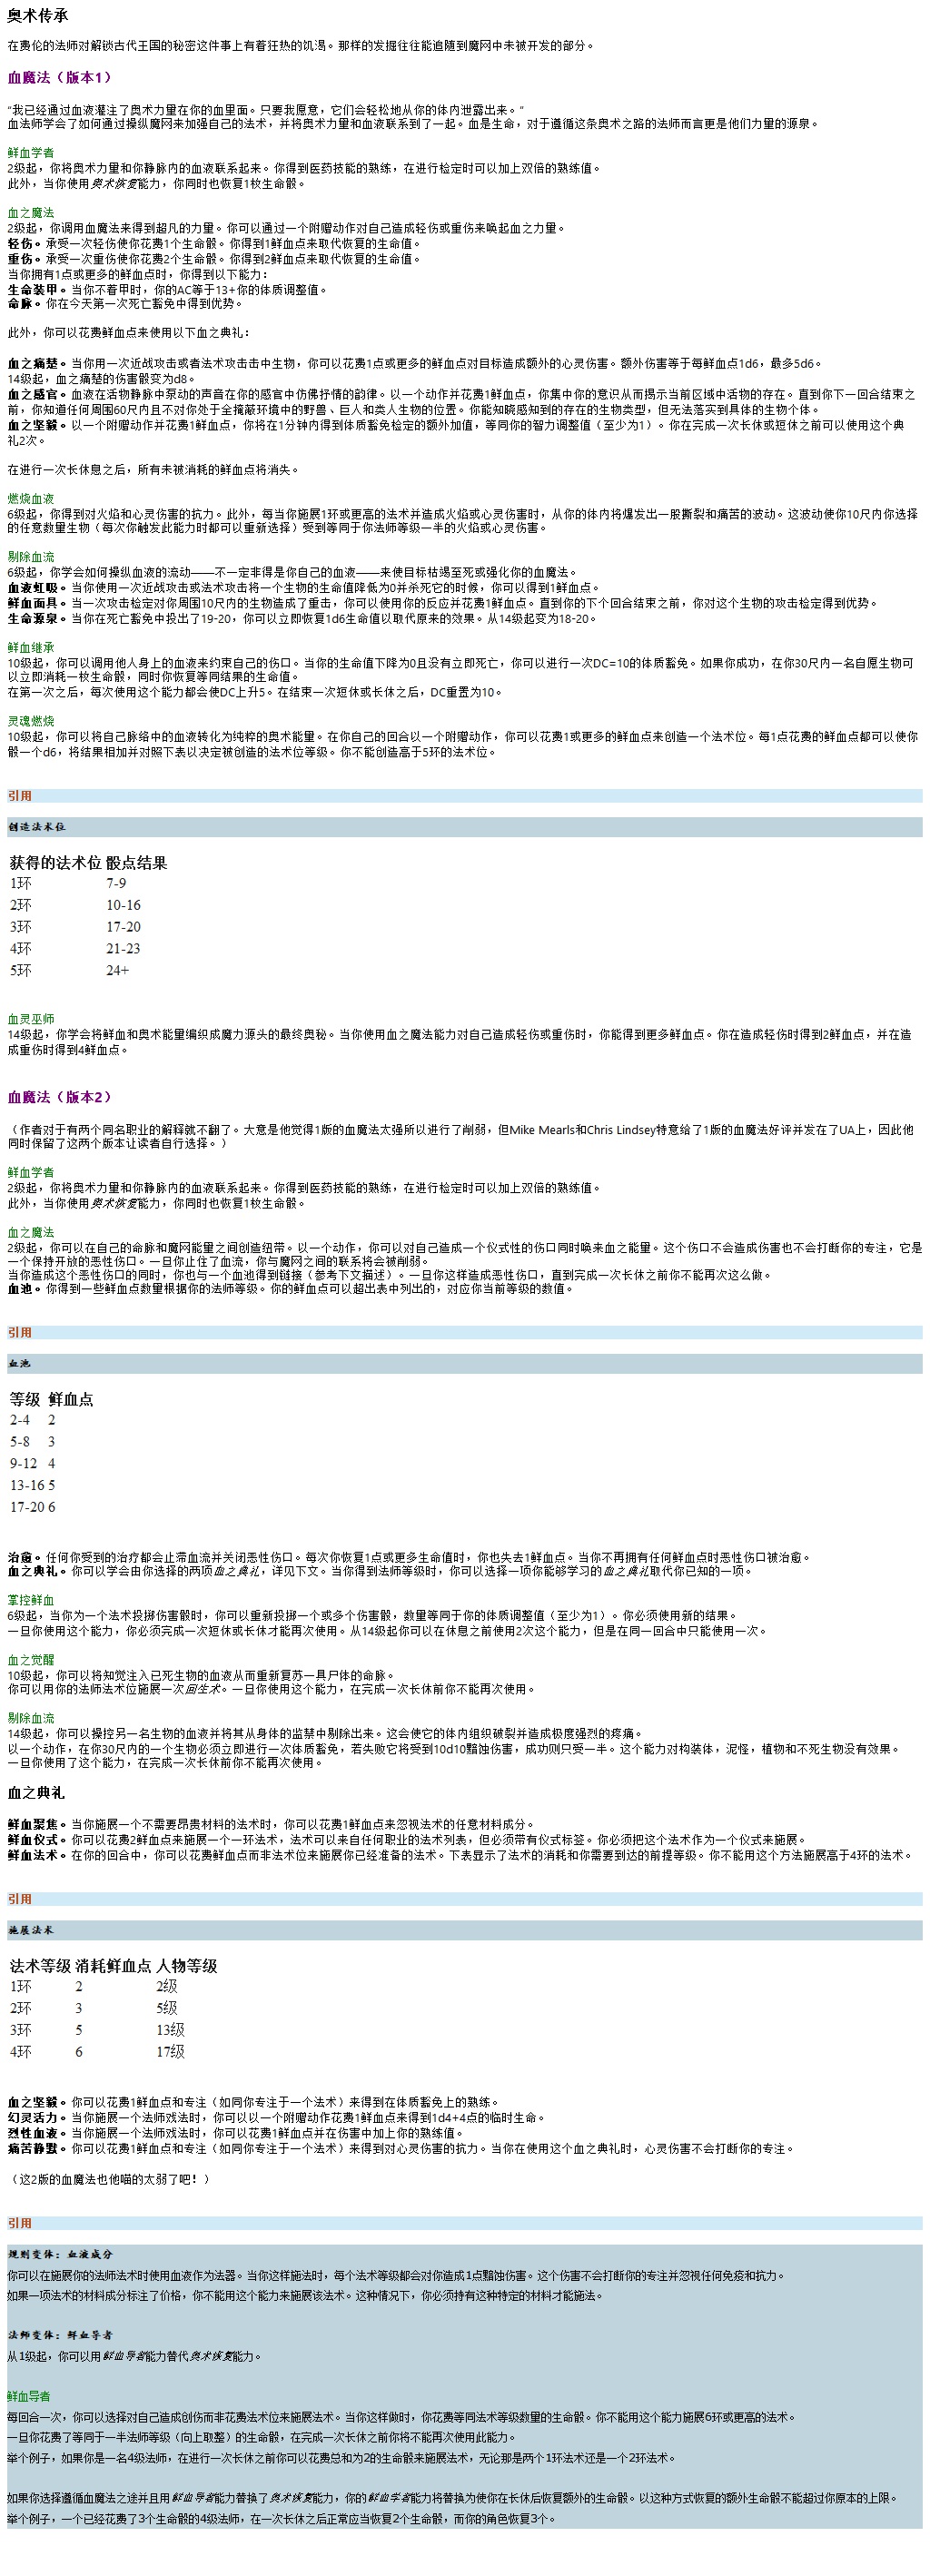 奥术传承
在费伦的法师对解锁古代王国的秘密这件事上有着狂热的饥渴。那样的发掘往往能追随到魔网中未被开发的部分。
血魔法（版本1）
“我已经通过血液灌注了奥术力量在你的血里面。只要我愿意，它们会轻松地从你的体内泄露出来。”
血法师学会了如何通过操纵魔网来加强自己的法术，并将奥术力量和血液联系到了一起。血是生命，对于遵循这条奥术之路的法师而言更是他们力量的源泉。
鲜血学者
2级起，你将奥术力量和你静脉内的血液联系起来。你得到医药技能的熟练，在进行检定时可以加上双倍的熟练值。
此外，当你使用奥术恢复能力，你同时也恢复1枚生命骰。
血之魔法
2级起，你调用血魔法来得到超凡的力量。你可以通过一个附赠动作对自己造成轻伤或重伤来唤起血之力量。
轻伤。承受一次轻伤使你花费1个生命骰。你得到1鲜血点来取代恢复的生命值。
重伤。承受一次重伤使你花费2个生命骰。你得到2鲜血点来取代恢复的生命值。
当你拥有1点或更多的鲜血点时，你得到以下能力：
生命装甲。当你不着甲时，你的AC等于13+你的体质调整值。
命脉。你在今天第一次死亡豁免中得到优势。
此外，你可以花费鲜血点来使用以下血之典礼：
血之痛楚。当你用一次近战攻击或者法术攻击击中生物，你可以花费1点或更多的鲜血点对目标造成额外的心灵伤害。额外伤害等于每鲜血点1d6，最多5d6。
14级起，血之痛楚的伤害骰变为d8。
血之感官。血液在活物静脉中泵动的声音在你的感官中仿佛抒情的韵律。以一个动作并花费1鲜血点，你集中你的意识从而揭示当前区域中活物的存在。直到你下一回合结束之
前，你知道任何周围60尺内且不对你处于全掩蔽环境中的野兽、巨人和类人生物的位置。你能知晓感知到的存在的生物类型，但无法落实到具体的生物个体。
血之坚毅。以一个附赠动作并花费1鲜血点，你将在1分钟内得到体质豁免检定的额外加值，等同你的智力调整值（至少为1）。你在完成一次长休或短休之前可以使用这个典
礼2次。
在进行一次长休息之后，所有未被消耗的鲜血点将消失。
燃烧血液
6级起，你得到对火焰和心灵伤害的抗力。此外，每当你施展1环或更高的法术并造成火焰或心灵伤害时，从你的体内将爆发出一股撕裂和痛苦的波动。这波动使你10尺内你选择
的任意数量生物（每次你触发此能力时都可以重新选择）受到等同于你法师等级一半的火焰或心灵伤害。
剔除血流
6级起，你学会如何操纵血液的流动——不一定非得是你自己的血液——来使目标枯竭至死或强化你的血魔法。
血液虹吸。当你使用一次近战攻击或法术攻击将一个生物的生命值降低为0并杀死它的时候，你可以得到1鲜血点。
鲜血面具。当一次攻击检定对你周围10尺内的生物造成了重击，你可以使用你的反应并花费1鲜血点。直到你的下个回合结束之前，你对这个生物的攻击检定得到优势。
生命源泉。当你在死亡豁免中投出了19-20，你可以立即恢复1d6生命值以取代原来的效果。从14级起变为18-20。
鲜血继承
10级起，你可以调用他人身上的血液来约束自己的伤口。当你的生命值下降为0且没有立即死亡，你可以进行一次DC=10的体质豁免。如果你成功，在你30尺内一名自愿生物可
以立即消耗一枚生命骰，同时你恢复等同结果的生命值。
在第一次之后，每次使用这个能力都会使DC上升5。在结束一次短休或长休之后，DC重置为10。
灵魂燃烧
10级起，你可以将自己脉络中的血液转化为纯粹的奥术能量。在你自己的回合以一个附赠动作，你可以花费1或更多的鲜血点来创造一个法术位。每1点花费的鲜血点都可以使你
骰一个d6，将结果相加并对照下表以决定被创造的法术位等级。你不能创造高于5环的法术位。
引用
创造法术位
获得的法术位 骰点结果
1环 7-9
2环 10-16
3环 17-20
4环 21-23
5环 24+
血灵巫师
14级起，你学会将鲜血和奥术能量编织成魔力源头的最终奥秘。当你使用血之魔法能力对自己造成轻伤或重伤时，你能得到更多鲜血点。你在造成轻伤时得到2鲜血点，并在造
成重伤时得到4鲜血点。
血魔法（版本2）
（作者对于有两个同名职业的解释就不翻了。大意是他觉得1版的血魔法太强所以进行了削弱，但Mike Mearls和Chris Lindsey特意给了1版的血魔法好评并发在了UA上，因此他
同时保留了这两个版本让读者自行选择。）
鲜血学者
2级起，你将奥术力量和你静脉内的血液联系起来。你得到医药技能的熟练，在进行检定时可以加上双倍的熟练值。
此外，当你使用奥术恢复能力，你同时也恢复1枚生命骰。
血之魔法
2级起，你可以在自己的命脉和魔网能量之间创造纽带。以一个动作，你可以对自己造成一个仪式性的伤口同时唤来血之能量。这个伤口不会造成伤害也不会打断你的专注，它是
一个保持开放的恶性伤口。一旦你止住了血流，你与魔网之间的联系将会被削弱。
当你造成这个恶性伤口的同时，你也与一个血池得到链接（参考下文描述）。一旦你这样造成恶性伤口，直到完成一次长休之前你不能再次这么做。
血池。你得到一些鲜血点数量根据你的法师等级。你的鲜血点可以超出表中列出的，对应你当前等级的数值。
引用
血池
等级 鲜血点
2-4 2
5-8 3
9-12 4
13-16 5
17-20 6
治愈。任何你受到的治疗都会止滞血流并关闭恶性伤口。每次你恢复1点或更多生命值时，你也失去1鲜血点。当你不再拥有任何鲜血点时恶性伤口被治愈。
血之典礼。你可以学会由你选择的两项血之典礼，详见下文。当你得到法师等级时，你可以选择一项你能够学习的血之典礼取代你已知的一项。
掌控鲜血
6级起，当你为一个法术投掷伤害骰时，你可以重新投掷一个或多个伤害骰，数量等同于你的体质调整值（至少为1）。你必须使用新的结果。
一旦你使用这个能力，你必须完成一次短休或长休才能再次使用。从14级起你可以在休息之前使用2次这个能力，但是在同一回合中只能使用一次。
血之觉醒
10级起，你可以将知觉注入已死生物的血液从而重新复苏一具尸体的命脉。
你可以用你的法师法术位施展一次回生术。一旦你使用这个能力，在完成一次长休前你不能再次使用。
剔除血流
14级起，你可以操控另一名生物的血液并将其从身体的监禁中剔除出来。这会使它的体内组织破裂并造成极度强烈的疼痛。
以一个动作，在你30尺内的一个生物必须立即进行一次体质豁免，若失败它将受到10d10黯蚀伤害，成功则只受一半。这个能力对构装体，泥怪，植物和不死生物没有效果。
一旦你使用了这个能力，在完成一次长休前你不能再次使用。
血之典礼
鲜血聚焦。当你施展一个不需要昂贵材料的法术时，你可以花费1鲜血点来忽视法术的任意材料成分。
鲜血仪式。你可以花费2鲜血点来施展一个一环法术，法术可以来自任何职业的法术列表，但必须带有仪式标签。你必须把这个法术作为一个仪式来施展。
鲜血法术。在你的回合中，你可以花费鲜血点而非法术位来施展你已经准备的法术。下表显示了法术的消耗和你需要到达的前提等级。你不能用这个方法施展高于4环的法术。
引用
施展法术
法术等级 消耗鲜血点 人物等级
1环 2 2级
2环 3 5级
3环 5 13级
4环 6 17级
血之坚毅。你可以花费1鲜血点和专注（如同你专注于一个法术）来得到在体质豁免上的熟练。
幻灵活力。当你施展一个法师戏法时，你可以以一个附赠动作花费1鲜血点来得到1d4+4点的临时生命。
烈性血液。当你施展一个法师戏法时，你可以花费1鲜血点并在伤害中加上你的熟练值。
痛苦静默。你可以花费1鲜血点和专注（如同你专注于一个法术）来得到对心灵伤害的抗力。当你在使用这个血之典礼时，心灵伤害不会打断你的专注。
（这2版的血魔法也他喵的太弱了吧！）
引用
规则变体：血液成分
你可以在施展你的法师法术时使用血液作为法器。当你这样施法时，每个法术等级都会对你造成1点黯蚀伤害。这个伤害不会打断你的专注并忽视任何免疫和抗力。
如果一项法术的材料成分标注了价格，你不能用这个能力来施展该法术。这种情况下，你必须持有这种特定的材料才能施法。
法师变体：鲜血导者
从1级起，你可以用鲜血导者能力替代奥术恢复能力。
鲜血导者
每回合一次，你可以选择对自己造成创伤而非花费法术位来施展法术。当你这样做时，你花费等同法术等级数量的生命骰。你不能用这个能力施展6环或更高的法术。
一旦你花费了等同于一半法师等级（向上取整）的生命骰，在完成一次长休之前你将不能再次使用此能力。
举个例子，如果你是一名4级法师，在进行一次长休之前你可以花费总和为2的生命骰来施展法术，无论那是两个1环法术还是一个2环法术。
如果你选择遵循血魔法之途并且用鲜血导者能力替换了奥术恢复能力，你的鲜血学者能力将替换为使你在长休后恢复额外的生命骰。以这种方式恢复的额外生命骰不能超过你原本的上限。
举个例子，一个已经花费了3个生命骰的4级法师，在一次长休之后正常应当恢复2个生命骰，而你的角色恢复3个。